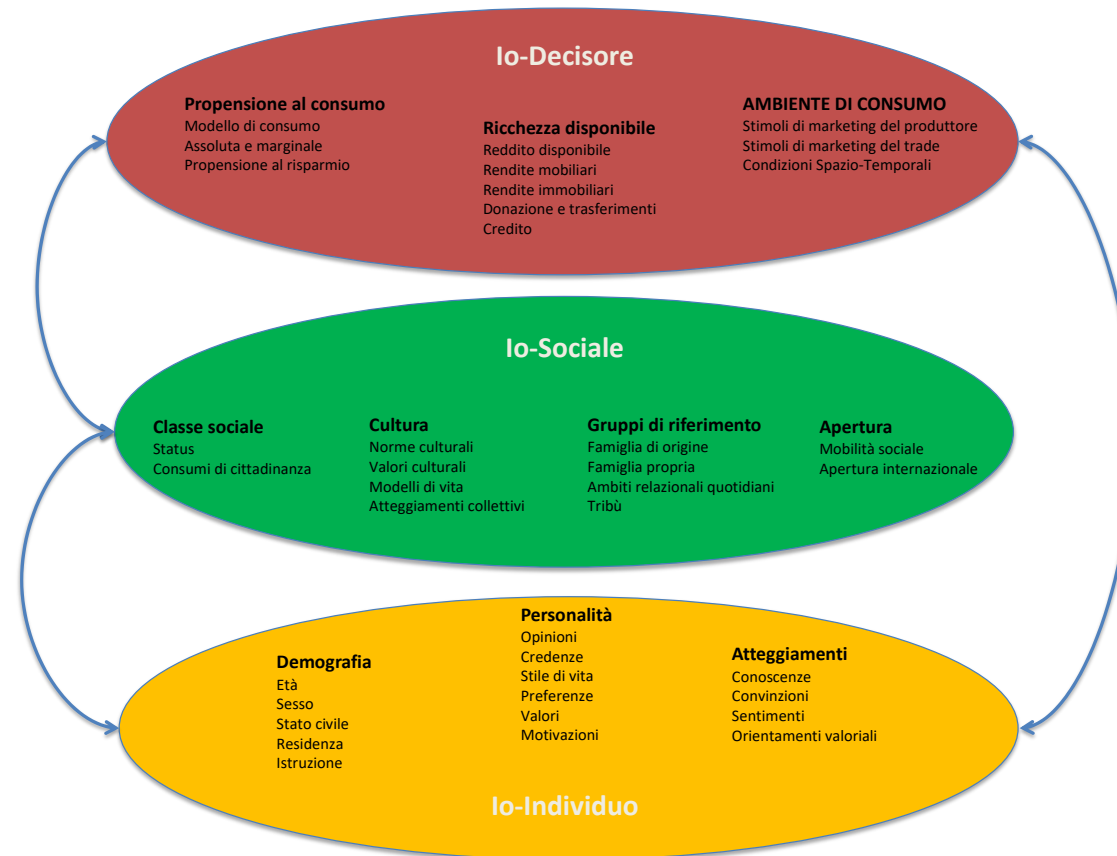 Io-Decisore
Propensione al consumo
Modello di consumo
Assoluta e marginale
Propensione al risparmio
Ricchezza disponibile
Reddito disponibile
Rendite mobiliari
Rendite immobiliari
Donazione e trasferimenti
Credito
AMBIENTE DI CONSUMO
Stimoli di marketing del produttore
Stimoli di marketing del trade
Condizioni Spazio-Temporali
Io-Sociale
Classe sociale
Status
Consumi di cittadinanza
Cultura
Norme culturali
Valori culturali
Modelli di vita
Atteggiamenti collettivi
Gruppi di riferimento
Famiglia di origine
Famiglia propria
Ambiti relazionali quotidiani
Tribù
Apertura
Mobilità sociale
Apertura internazionale
Demografia
Età
Sesso
Stato civile
Residenza
Istruzione
Personalità
Opinioni
Credenze
Stile di vita
Preferenze
Valori
Motivazioni
Atteggiamenti
Conoscenze
Convinzioni
Sentimenti
Orientamenti valoriali
Io-Individuo